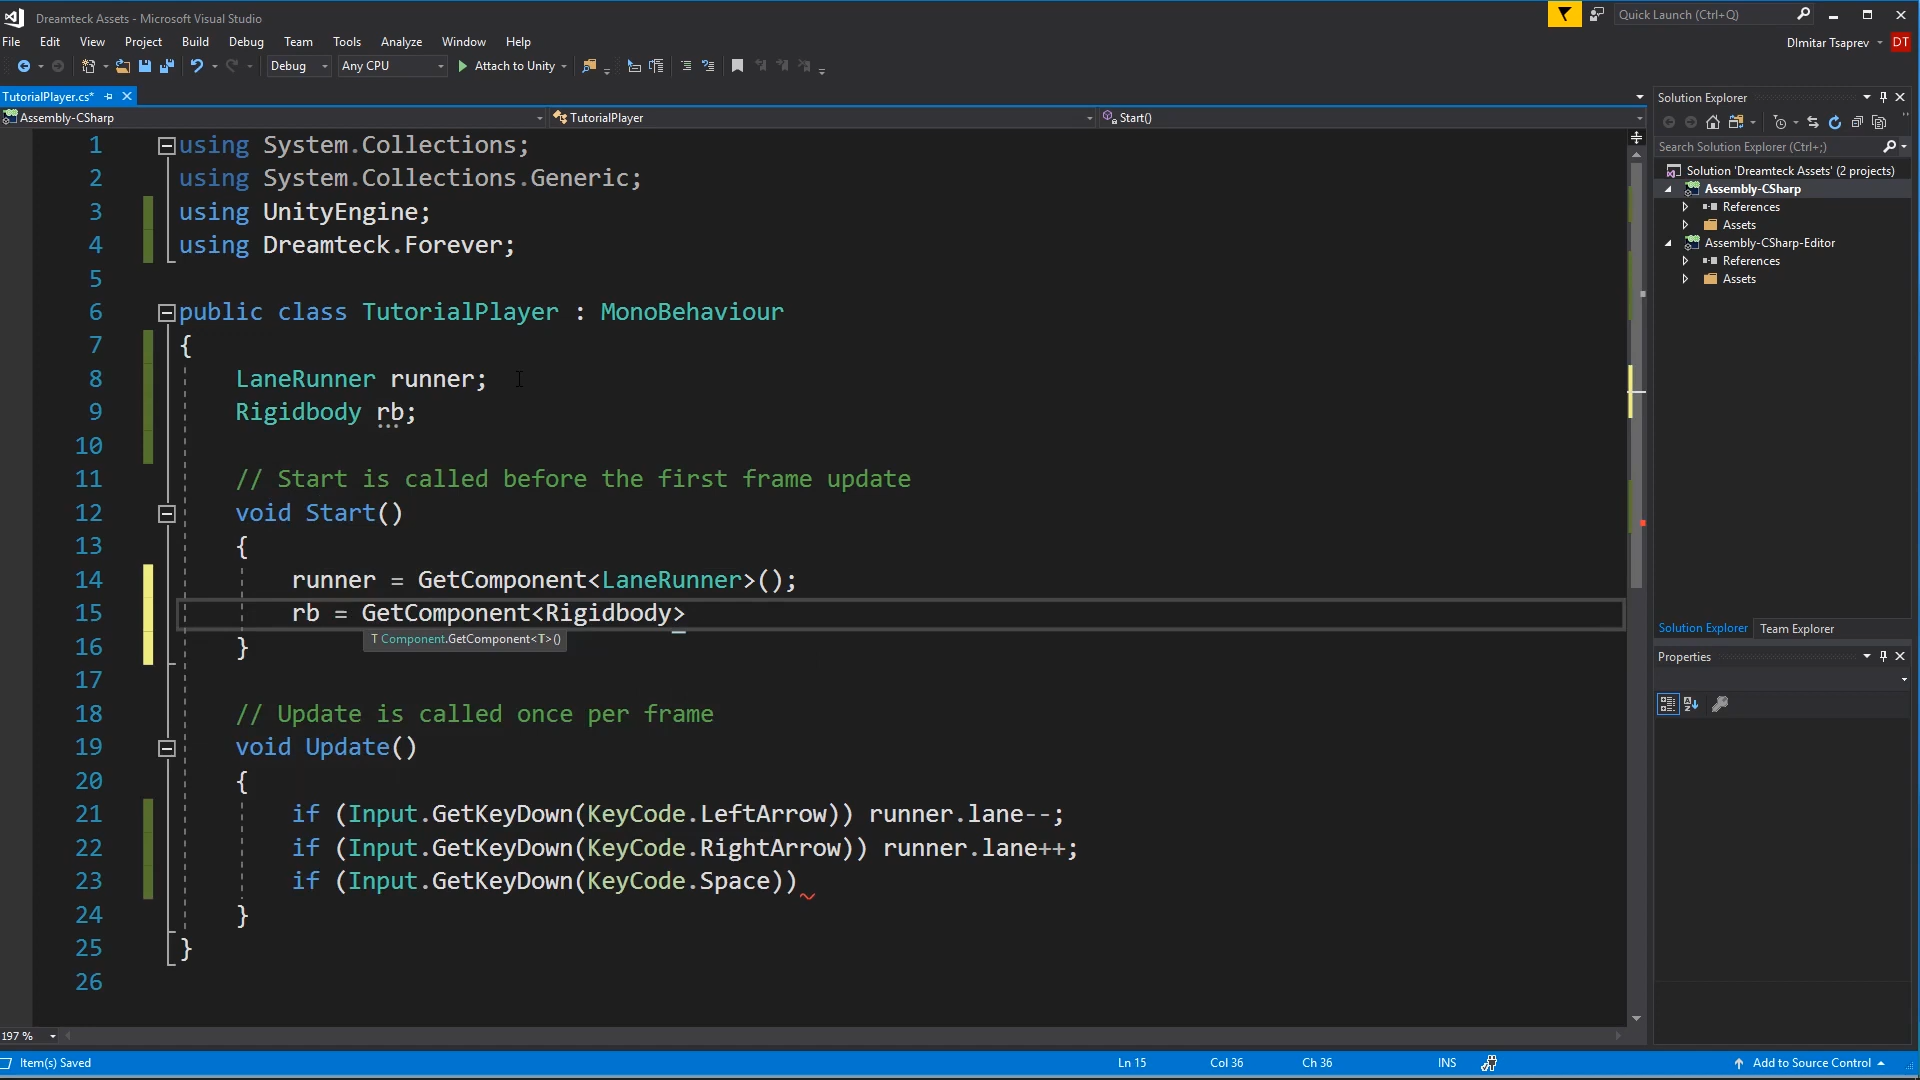 Dreamteck Assets - Microsoft Visual Studio
Quick Launch (Ctrl+Q)
File Edit View Project Build Debug Team Tools Analyze Window Help
DImitar Tsaprev DT
Debug Any CPU Attach to Unity
TutorialPlayer.cs*
Assembly-CSharp TutorialPlayer Start()
1 using System.Collections;
2 using System.Collections.Generic;
3 using UnityEngine;
4 using Dreamteck.Forever;
5
6 public class TutorialPlayer : MonoBehaviour
7 {
8 LaneRunner runner;
9 Rigidbody rb;
10
11 // Start is called before the first frame update
12 void Start()
13 {
14 runner = GetComponent<LaneRunner>();
15 rb = GetComponent<Rigidbody>
T Component.GetComponent<T>()
16 }
17
18 // Update is called once per frame
19 void Update()
20 {
21 if (Input.GetKeyDown(KeyCode.LeftArrow)) runner.lane--;
22 if (Input.GetKeyDown(KeyCode.RightArrow)) runner.lane++;
23 if (Input.GetKeyDown(KeyCode.Space))
24 }
25 }
26
197 %
Solution Explorer
Search Solution Explorer (Ctrl+;)
Solution 'Dreamteck Assets' (2 projects)
Assembly-CSharp
References
Assets
Assembly-CSharp-Editor
References
Assets
Solution Explorer Team Explorer
Properties
Item(s) Saved Ln 15 Col 36 Ch 36 INS Add to Source Control